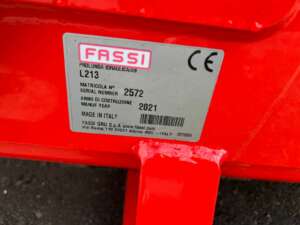 FASSI
CE
PROLUNGA IDRAULICA/JIB
L213
MATRICOLA N°
SERIAL NUMBER 2572
ANNO DI COSTRUZIONE
MANUF YEAR 2021
MADE IN ITALY
FASSI GRU S.p.A. www.fassi.com